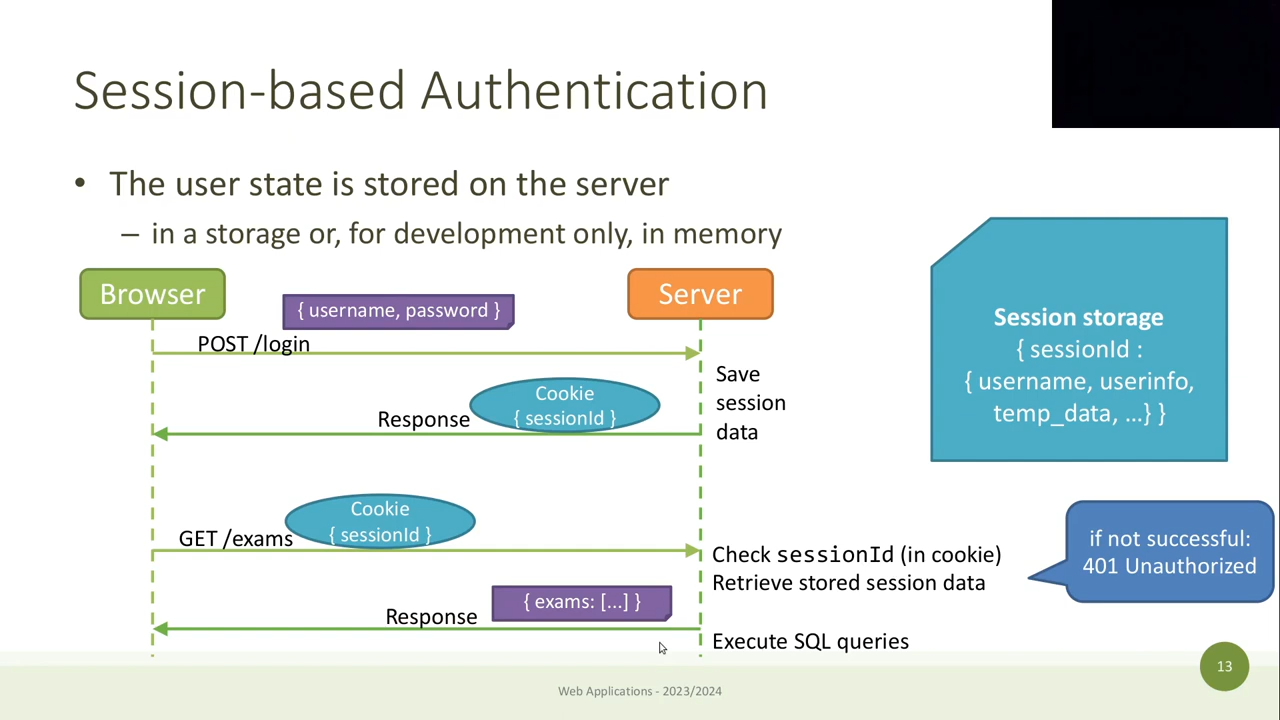 Session-based Authentication
• The user state is stored on the server
– in a storage or, for development only, in memory
Browser
{ username, password }
Server
POST /login
Save
session
data
Cookie
{ sessionId }
Response
Session storage
{ sessionId :
{ username, userinfo,
temp_data, ...} }
Cookie
{ sessionId }
GET /exams
Check sessionId (in cookie)
Retrieve stored session data
if not successful:
401 Unauthorized
{ exams: [...] }
Response
Execute SQL queries
Web Applications - 2023/2024
13